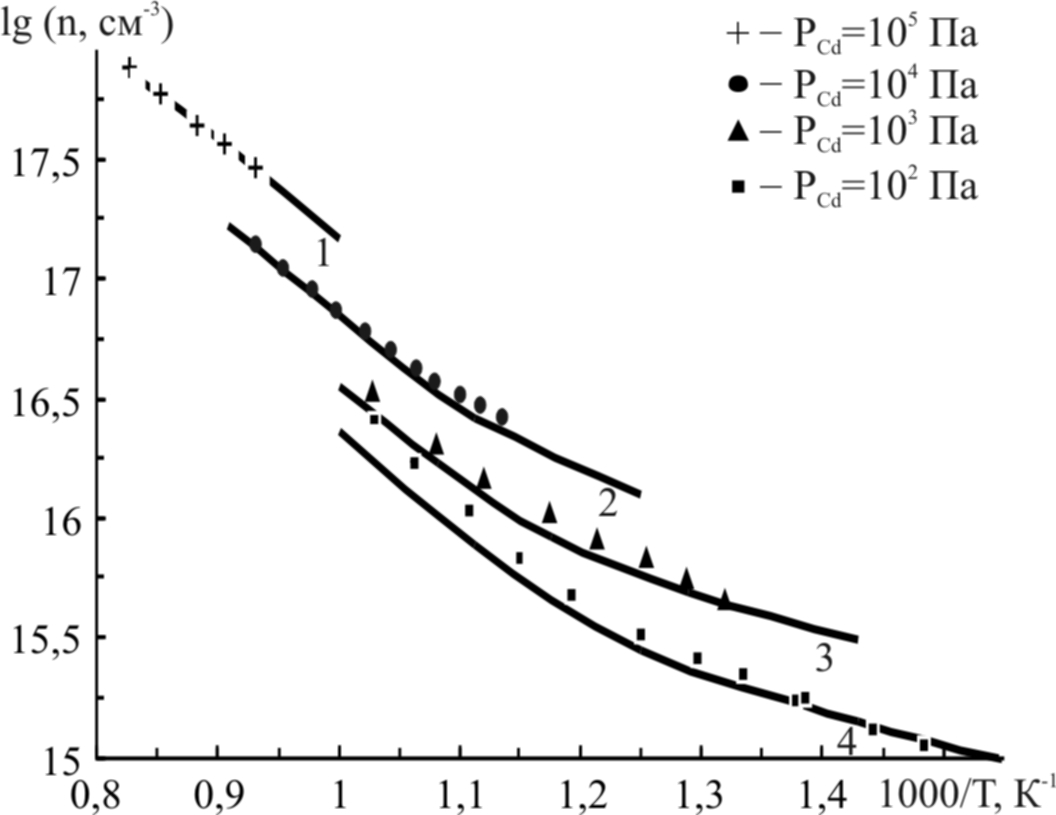 lg (n, см⁻³)
+ – P_Cd=10⁵ Па
● – P_Cd=10⁴ Па
▲ – P_Cd=10³ Па
■ – P_Cd=10² Па
17,5
17
16,5
16
15,5
15
1
2
3
4
0,8 0,9 1 1,1 1,2 1,3 1,4 1000/T, К⁻¹